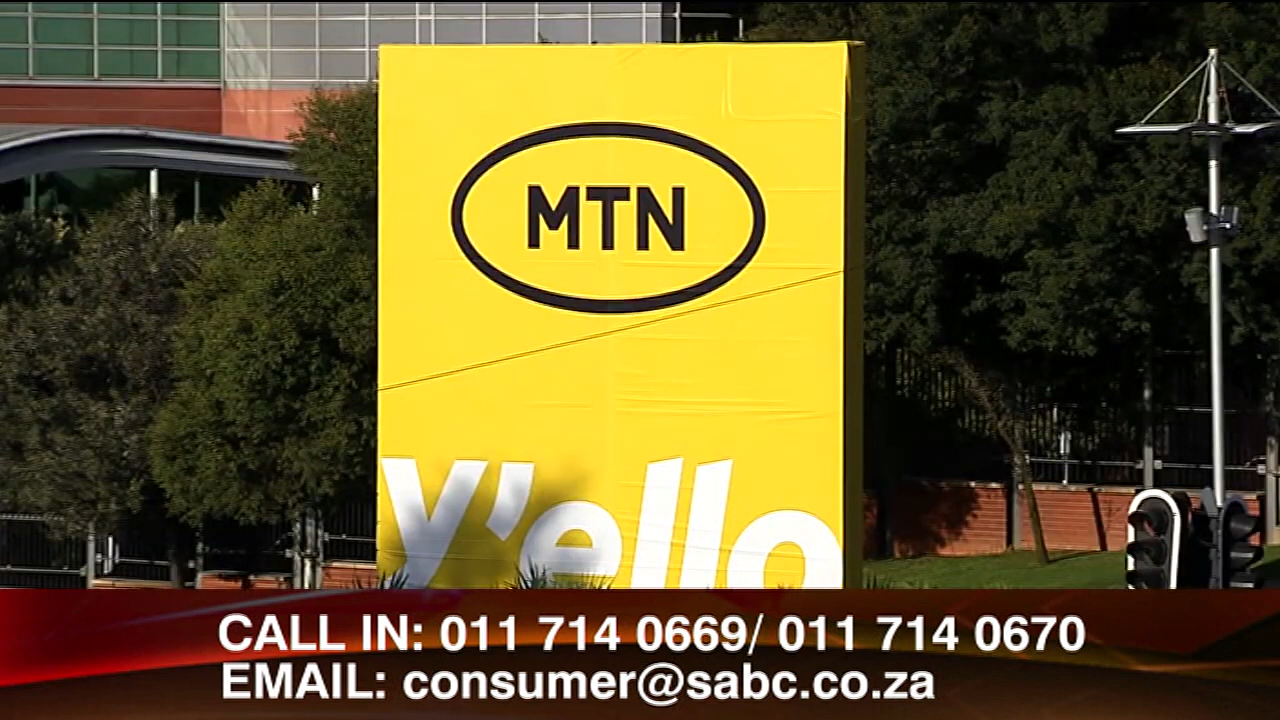 MTN
y'ello
CALL IN: 011 714 0669/ 011 714 0670
EMAIL: consumer@sabc.co.za